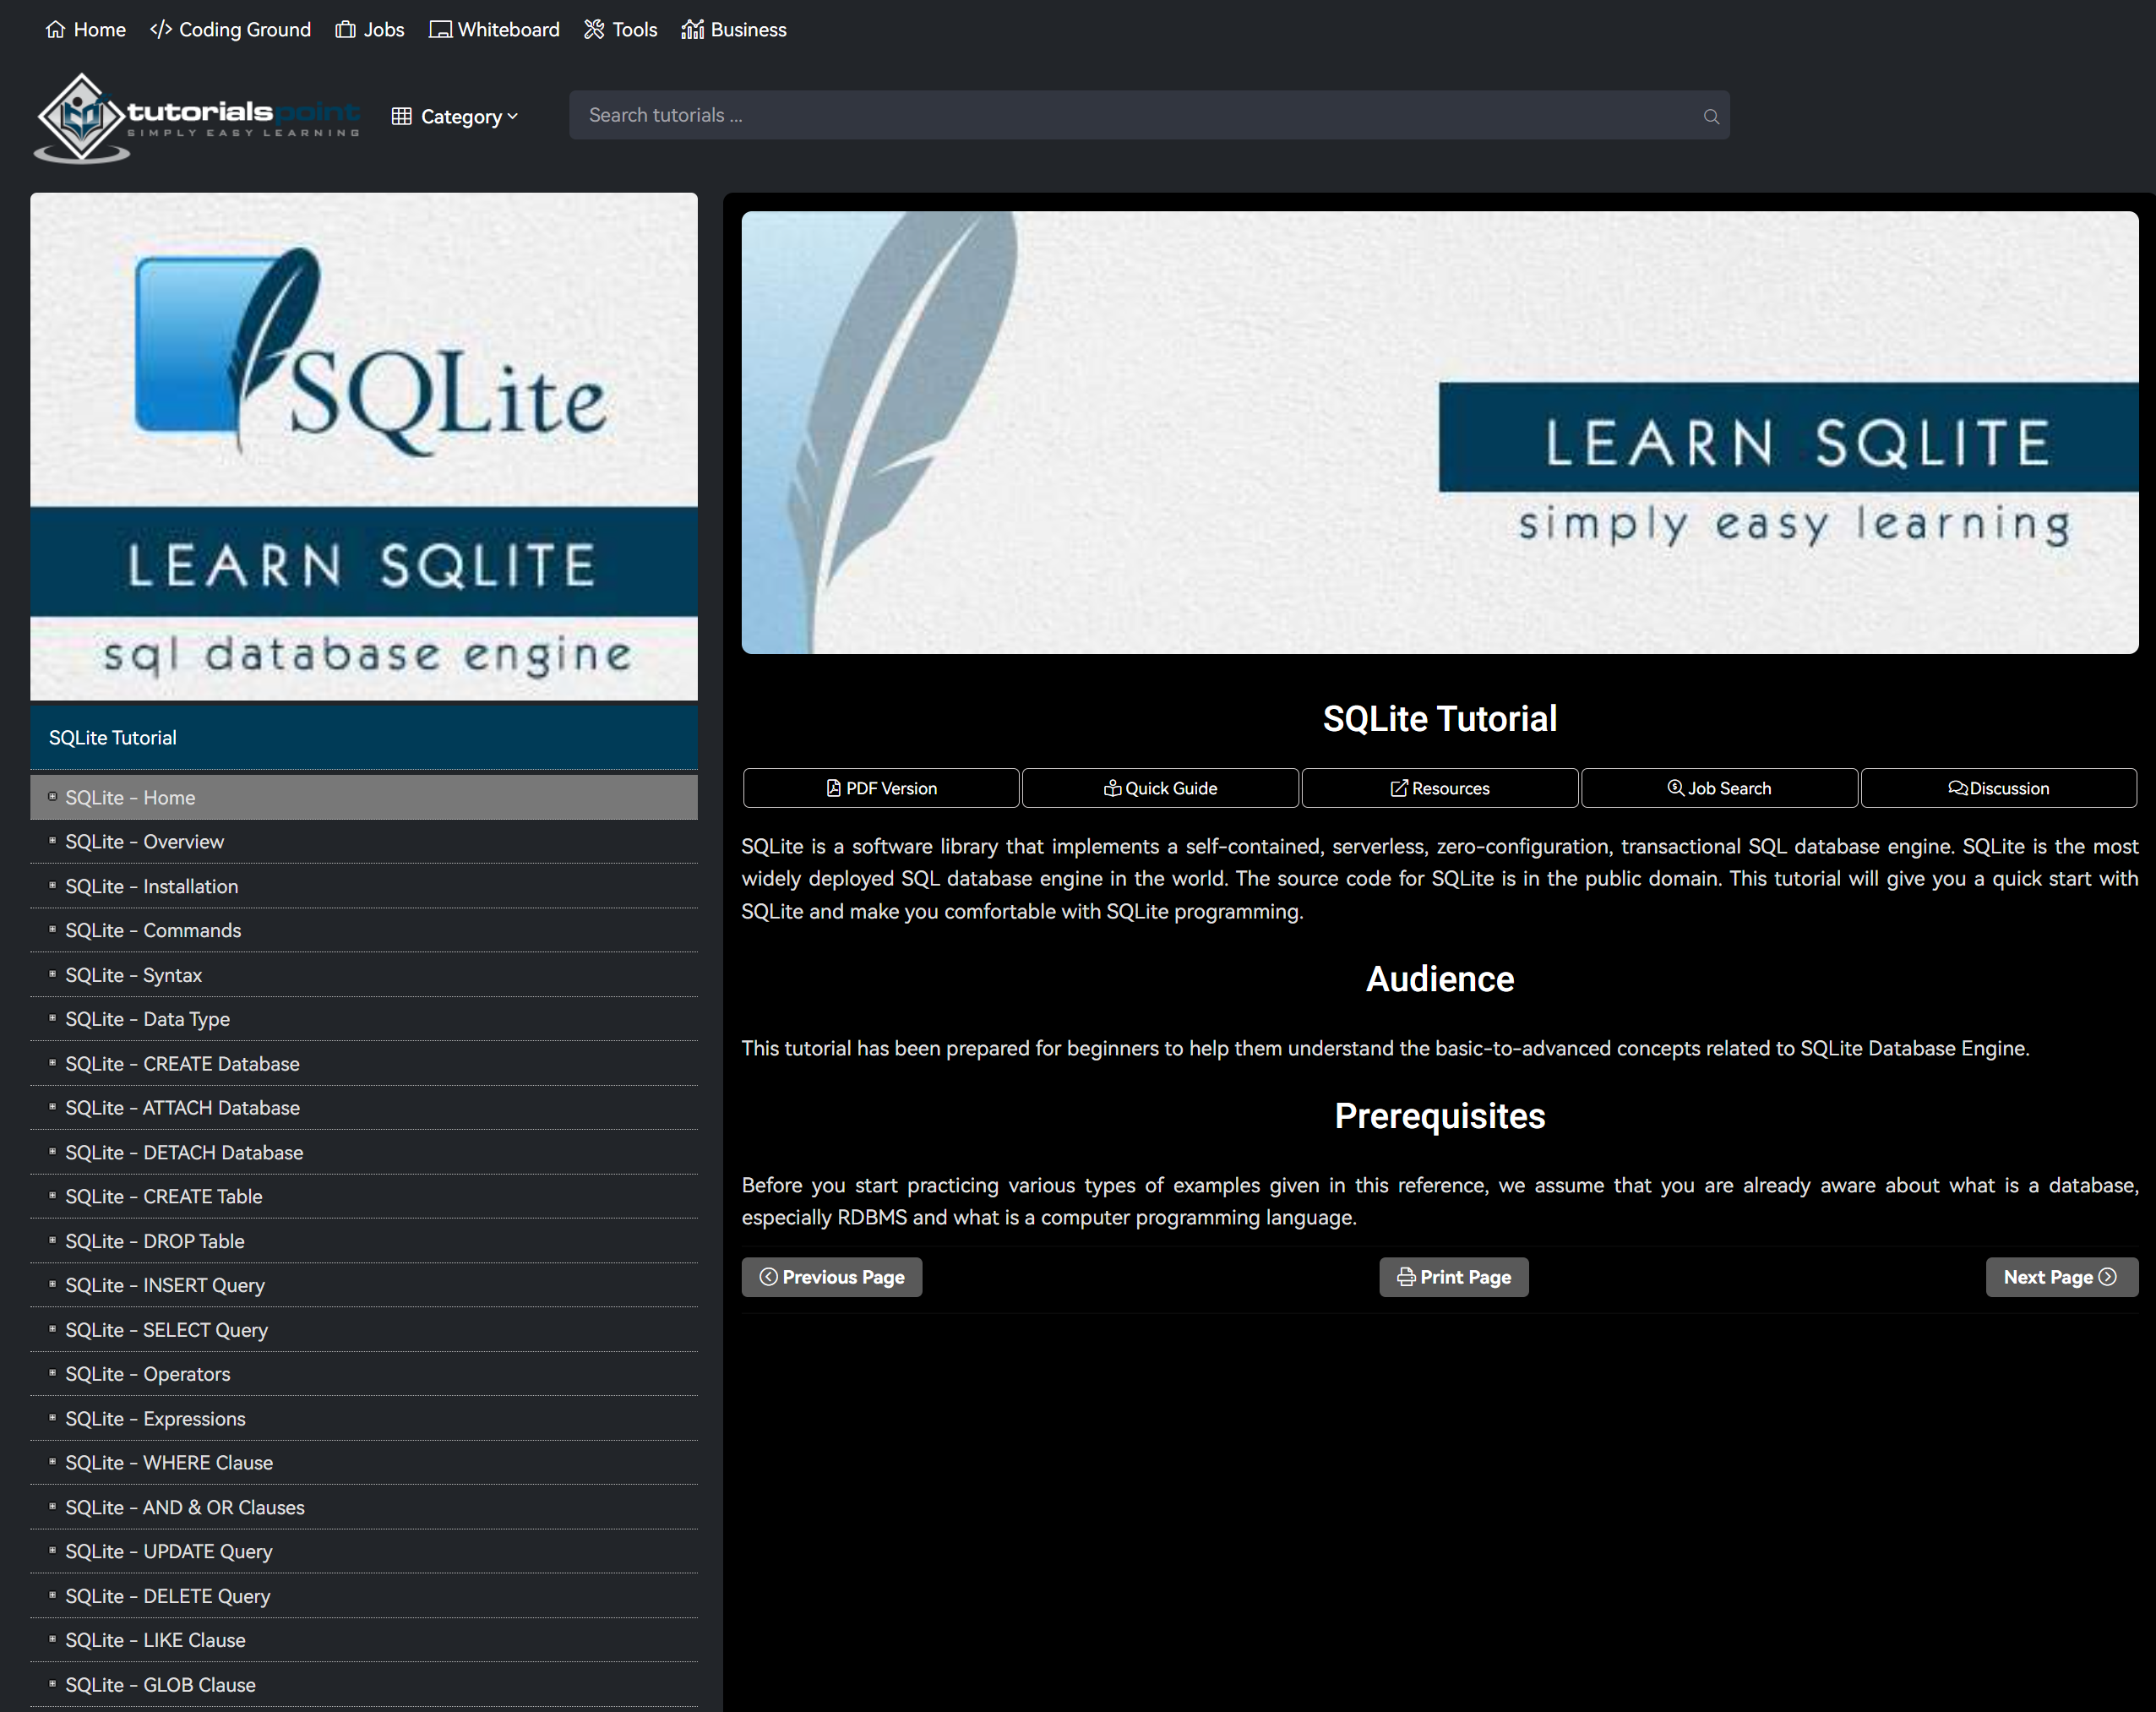 Home Coding Ground Jobs Whiteboard Tools Business
tutorialspoint
SIMPLY EASY LEARNING
Category
Search tutorials ...
SQLite
LEARN SQLITE
sql database engine
SQLite Tutorial
SQLite - Home
SQLite - Overview
SQLite - Installation
SQLite - Commands
SQLite - Syntax
SQLite - Data Type
SQLite - CREATE Database
SQLite - ATTACH Database
SQLite - DETACH Database
SQLite - CREATE Table
SQLite - DROP Table
SQLite - INSERT Query
SQLite - SELECT Query
SQLite - Operators
SQLite - Expressions
SQLite - WHERE Clause
SQLite - AND & OR Clauses
SQLite - UPDATE Query
SQLite - DELETE Query
SQLite - LIKE Clause
SQLite - GLOB Clause
LEARN SQLITE
simply easy learning
SQLite Tutorial
PDF Version Quick Guide Resources Job Search Discussion
SQLite is a software library that implements a self-contained, serverless, zero-configuration, transactional SQL database engine. SQLite is the most
widely deployed SQL database engine in the world. The source code for SQLite is in the public domain. This tutorial will give you a quick start with
SQLite and make you comfortable with SQLite programming.
Audience
This tutorial has been prepared for beginners to help them understand the basic-to-advanced concepts related to SQLite Database Engine.
Prerequisites
Before you start practicing various types of examples given in this reference, we assume that you are already aware about what is a database,
especially RDBMS and what is a computer programming language.
Previous Page Print Page Next Page